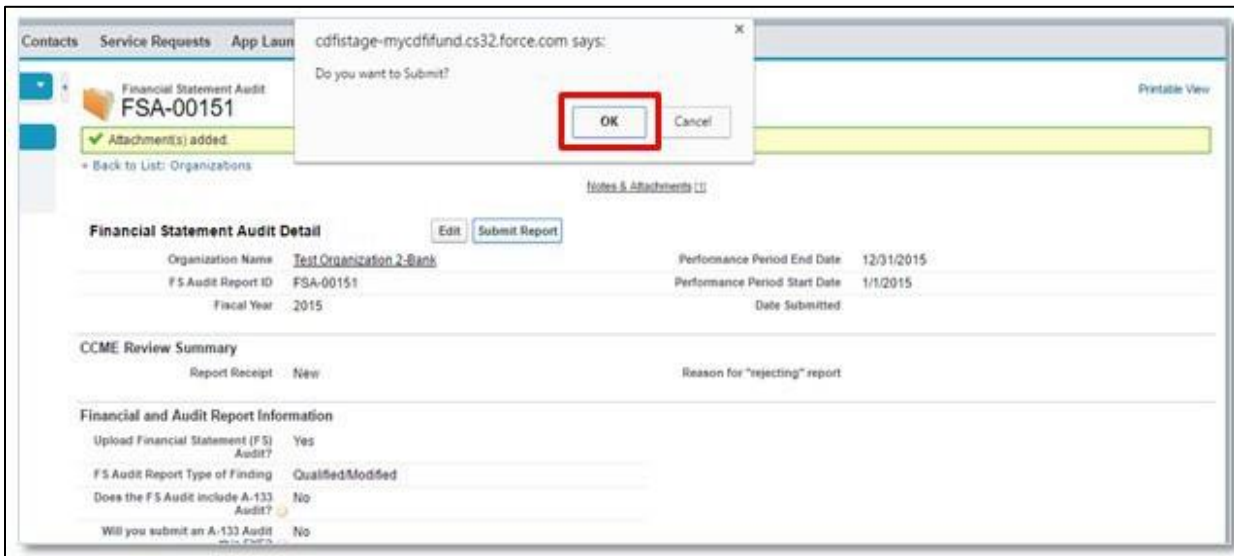 Contacts Service Requests App Laun
cdfistage-mycdfifund.cs32.force.com says:
Do you want to Submit?
OK Cancel
Financial Statement Audit
FSA-00151
Printable View
Attachment(s) added.
« Back to List: Organizations
Notes & Attachments [1]
Financial Statement Audit Detail Edit Submit Report
Organization Name Test Organization 2-Bank Performance Period End Date 12/31/2015
FS Audit Report ID FSA-00151 Performance Period Start Date 1/1/2015
Fiscal Year 2015 Date Submitted
CCME Review Summary
Report Receipt New Reason for "rejecting" report
Financial and Audit Report Information
Upload Financial Statement (FS) Yes
Audit?
FS Audit Report Type of Finding Qualified/Modified
Does the FS Audit include A-133 No
Audit?
Will you submit an A-133 Audit No